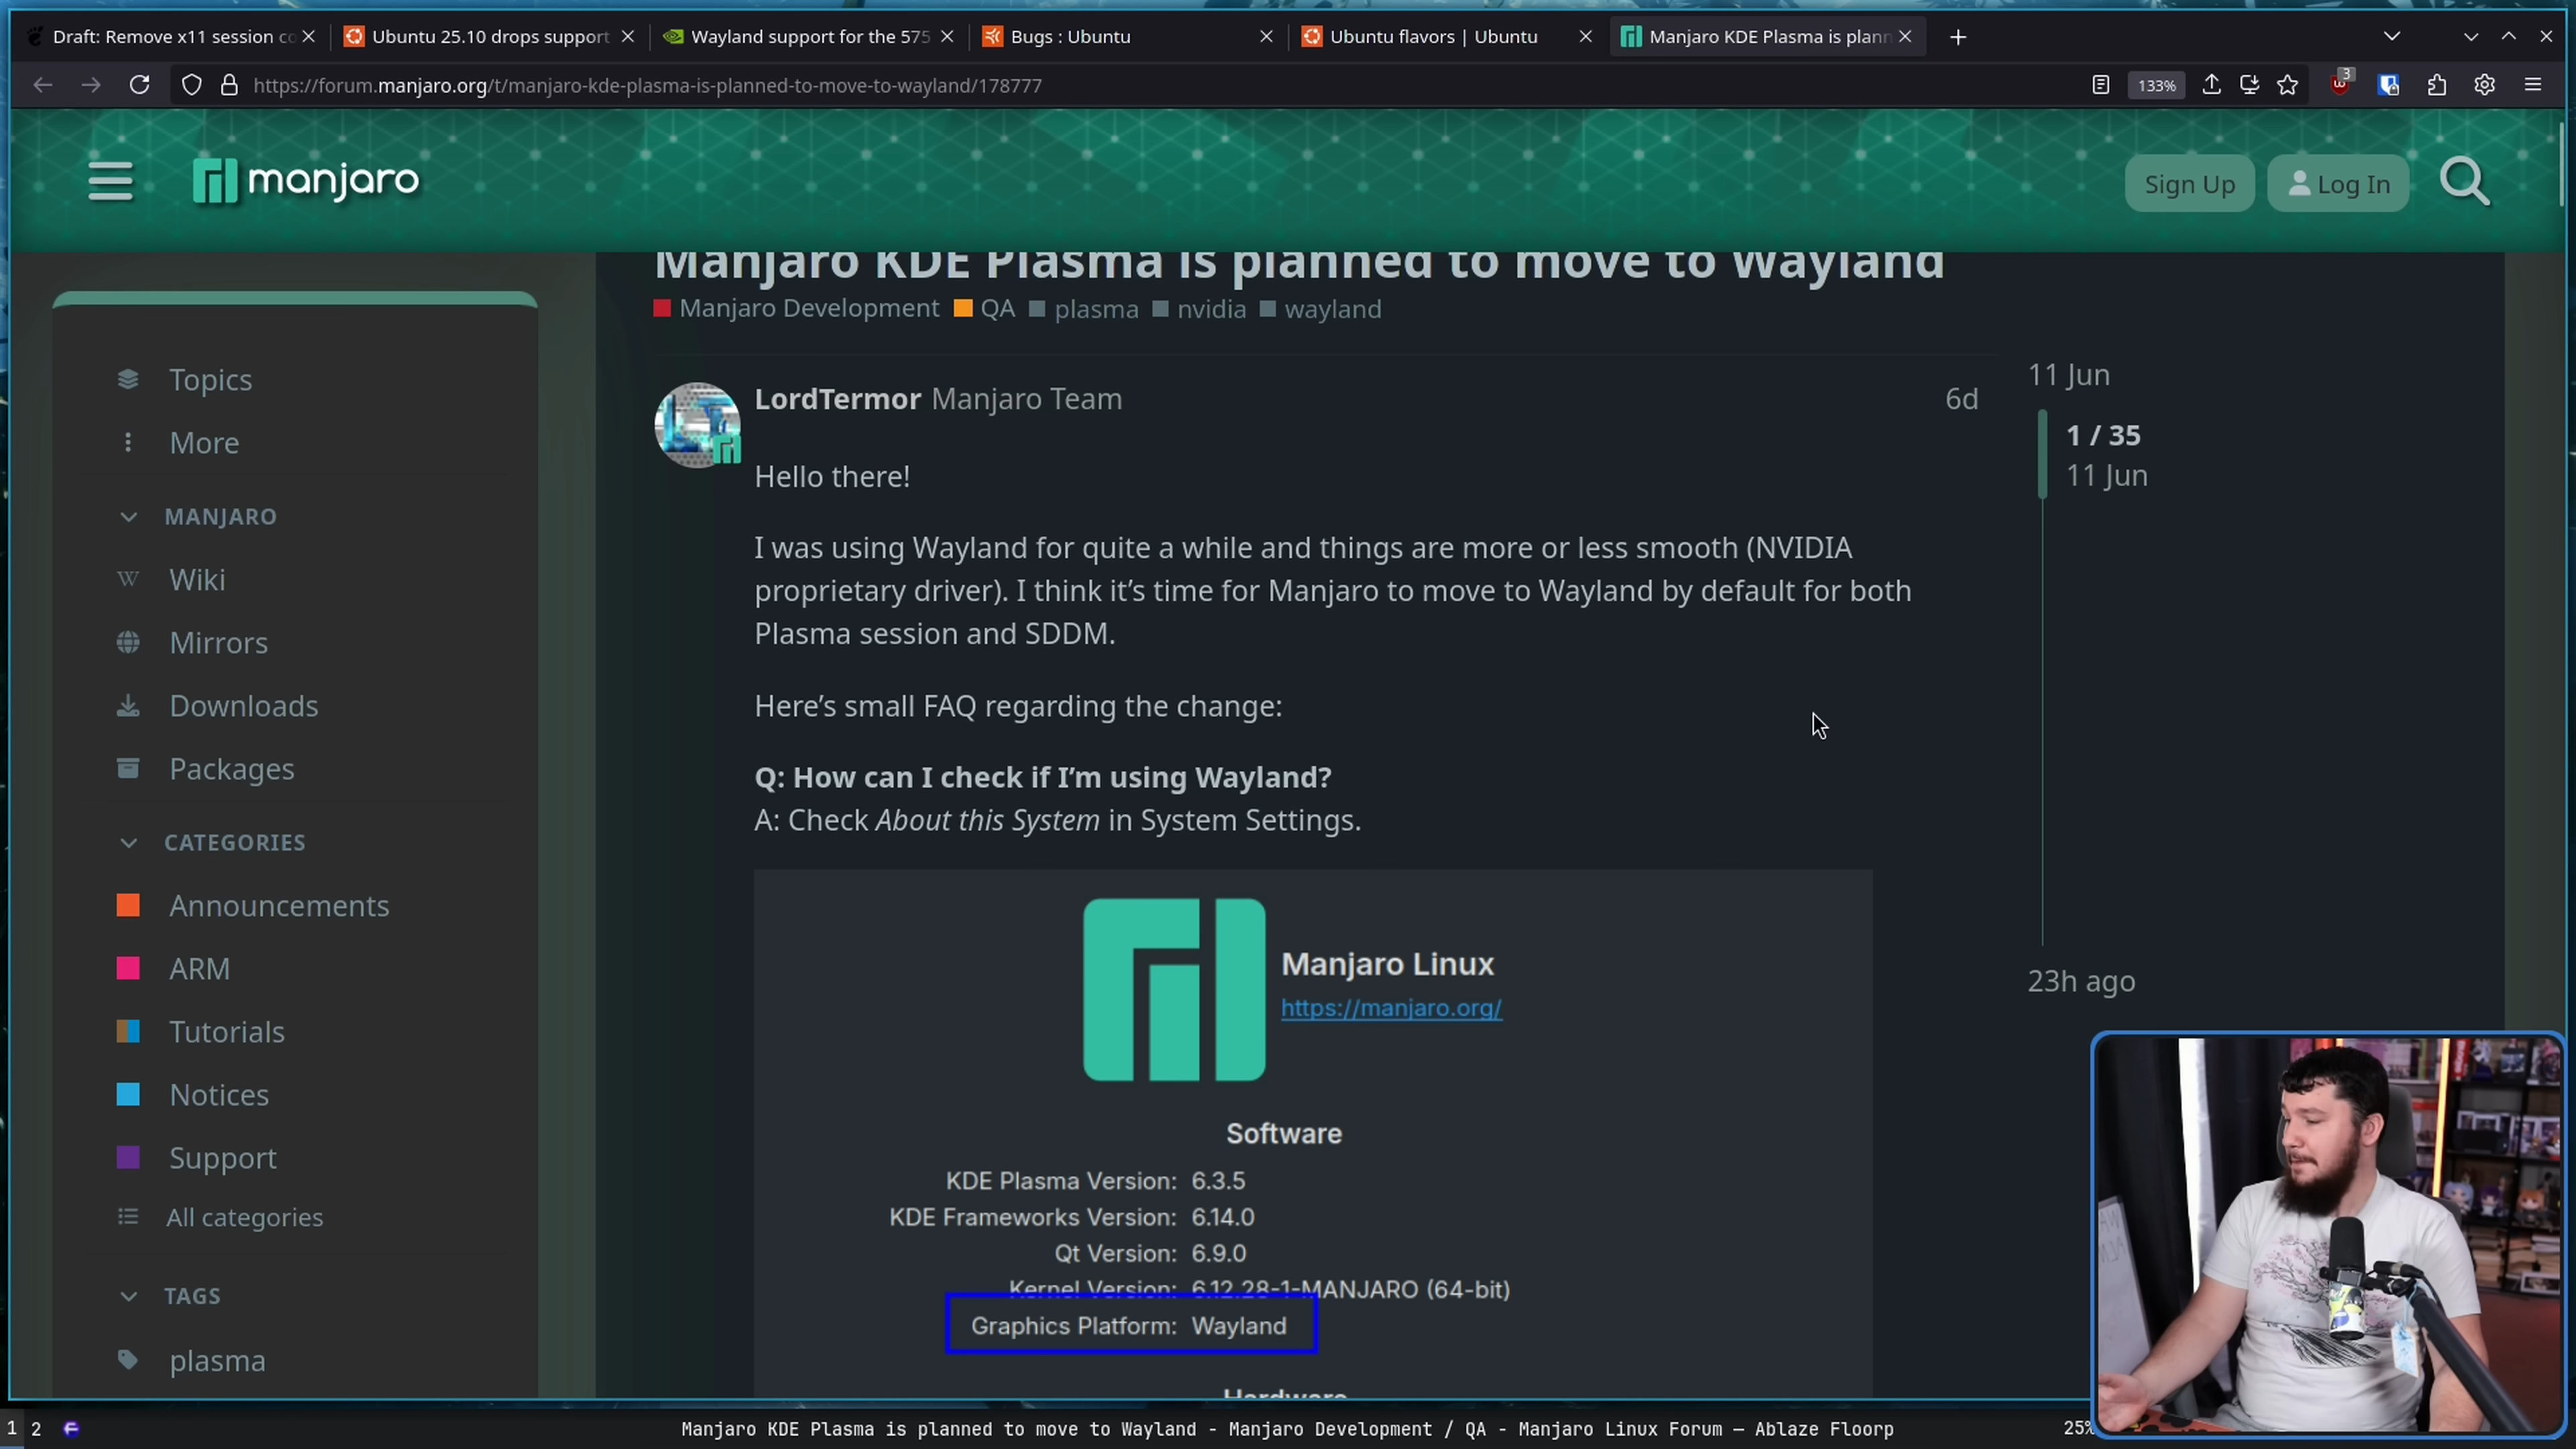 Draft: Remove x11 session co
Ubuntu 25.10 drops support
Wayland support for the 575
Bugs : Ubuntu
Ubuntu flavors | Ubuntu
Manjaro KDE Plasma is plann
https://forum.manjaro.org/t/manjaro-kde-plasma-is-planned-to-move-to-wayland/178777
133%
3
manjaro
Sign Up
Log In
Manjaro KDE Plasma is planned to move to Wayland
Manjaro Development QA plasma nvidia wayland
Topics
More
MANJARO
Wiki
Mirrors
Downloads
Packages
CATEGORIES
Announcements
ARM
Tutorials
Notices
Support
All categories
TAGS
plasma
LordTermor Manjaro Team
6d
Hello there!
I was using Wayland for quite a while and things are more or less smooth (NVIDIA
proprietary driver). I think it’s time for Manjaro to move to Wayland by default for both
Plasma session and SDDM.
Here’s small FAQ regarding the change:
Q: How can I check if I’m using Wayland?
A: Check About this System in System Settings.
Manjaro Linux
https://manjaro.org/
Software
KDE Plasma Version: 6.3.5
KDE Frameworks Version: 6.14.0
Qt Version: 6.9.0
Kernel Version: 6.12.28-1-MANJARO (64-bit)
Graphics Platform: Wayland
Hardware
11 Jun
1 / 35
11 Jun
23h ago
1 2
Manjaro KDE Plasma is planned to move to Wayland - Manjaro Development / QA - Manjaro Linux Forum — Ablaze Floorp
25%